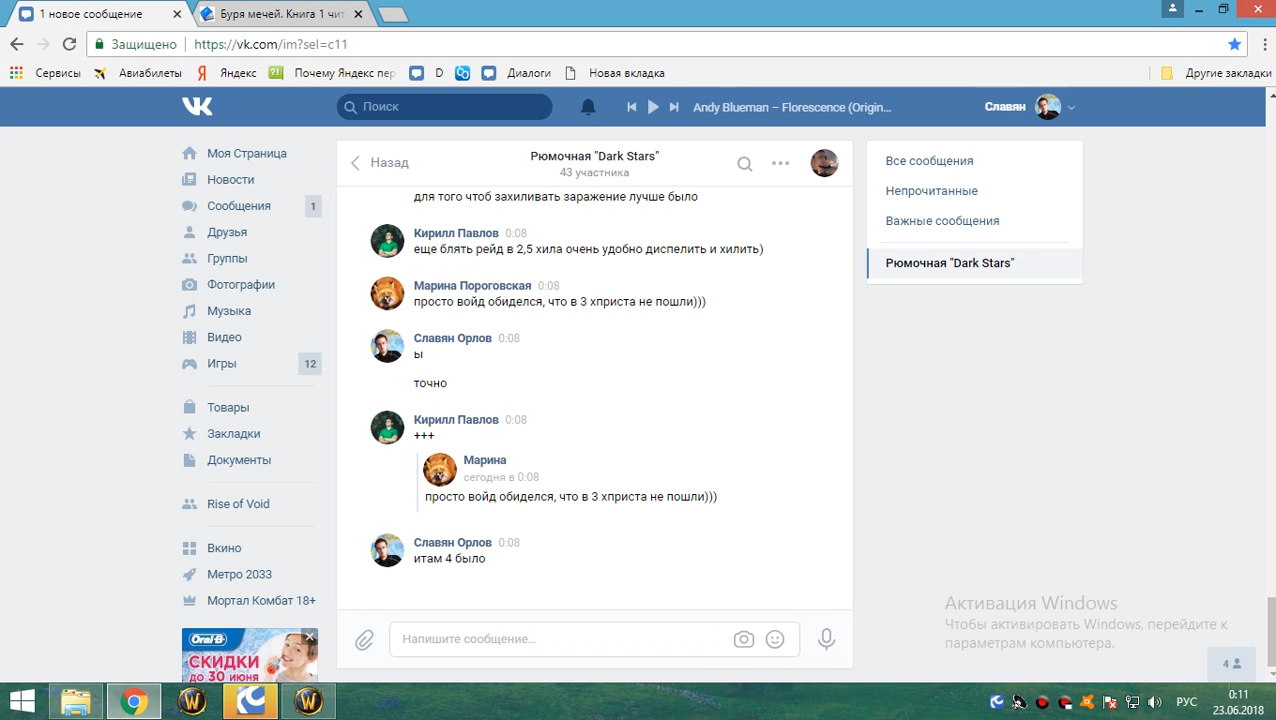 1 новое сообщение
Буря мечей. Книга 1 чит
Защищено
https://vk.com/im?sel=c11
Сервисы
Авиабилеты
Яндекс
Почему Яндекс пер
D
Диалоги
Новая вкладка
Другие закладки
Поиск
Andy Blueman – Florescence (Origin...
Славян
Моя Страница
Новости
Сообщения
1
Друзья
Группы
Фотографии
Музыка
Видео
Игры
12
Товары
Закладки
Документы
Rise of Void
Вкино
Метро 2033
Мортал Комбат 18+
Oral-B
СКИДКИ
ДО 30 ИЮНЯ
Назад
Рюмочная "Dark Stars"
43 участника
для того чтоб захиливать заражение лучше было
Кирилл Павлов 0:08
еще блять рейд в 2,5 хила очень удобно диспелить и хилить)
Марина Пороговская 0:08
просто войд обиделся, что в 3 хприста не пошли)))
Славян Орлов 0:08
ы
точно
Кирилл Павлов 0:08
+++
Марина
сегодня в 0:08
просто войд обиделся, что в 3 хприста не пошли)))
Славян Орлов 0:08
итам 4 было
Напишите сообщение...
Все сообщения
Непрочитанные
Важные сообщения
Рюмочная "Dark Stars"
Активация Windows
Чтобы активировать Windows, перейдите к
параметрам компьютера.
4
РУС
0:11
23.06.2018